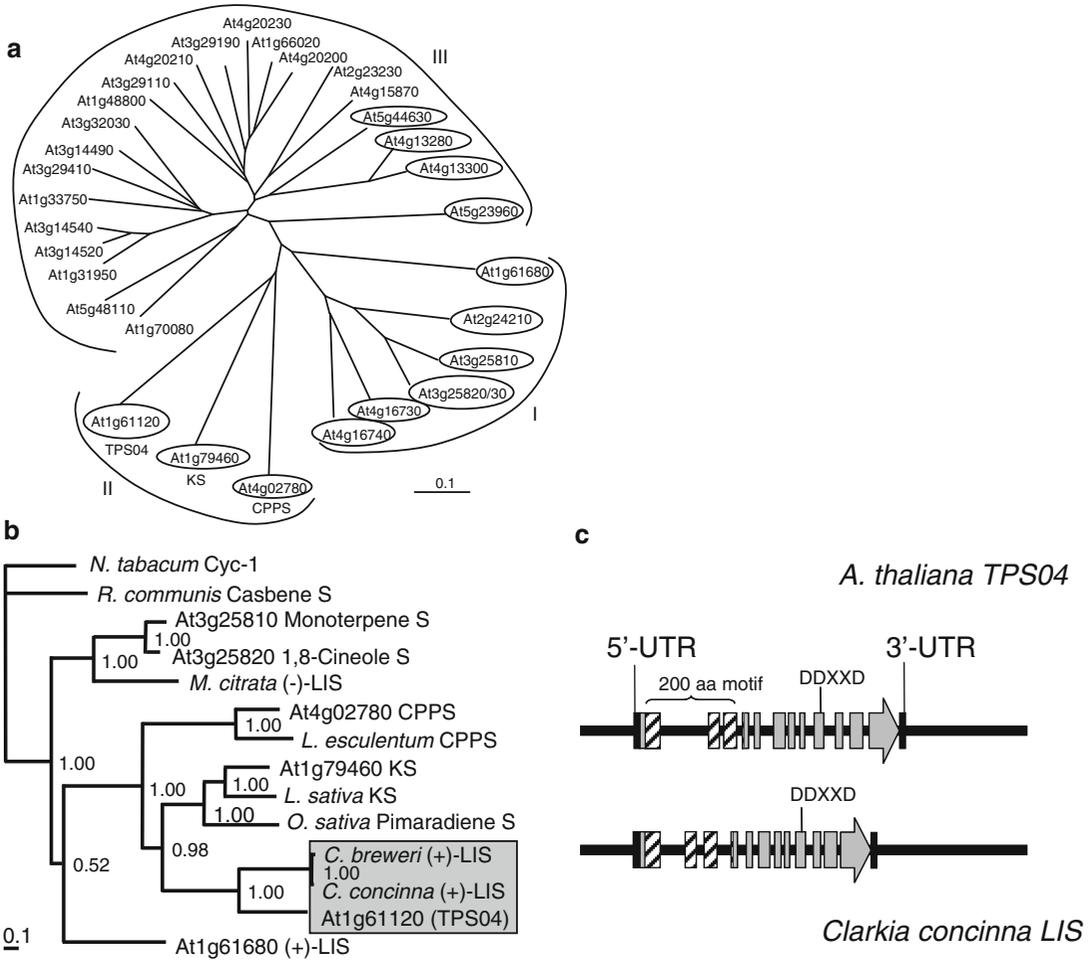 a
At4g20230
At3g29190
At1g66020
At4g20210
At4g20200
III
At3g29110
At2g23230
At1g48800
At4g15870
At3g32030
At5g44630
At3g14490
At4g13280
At3g29410
At4g13300
At1g33750
At5g23960
At3g14540
At3g14520
At1g31950
At1g61680
At5g48110
At2g24210
At1g70080
At3g25810
At3g25820/30
At4g16730
I
At1g61120
At4g16740
TPS04
At1g79460
KS
II
At4g02780
CPPS
0.1
b
N. tabacum Cyc-1
R. communis Casbene S
At3g25810 Monoterpene S
1.00
At3g25820 1,8-Cineole S
1.00
M. citrata (-)-LIS
At4g02780 CPPS
1.00
L. esculentum CPPS
1.00
At1g79460 KS
1.00
1.00
L. sativa KS
1.00
O. sativa Pimaradiene S
0.98
C. breweri (+)-LIS
0.52
1.00
1.00
C. concinna (+)-LIS
At1g61120 (TPS04)
0.1
At1g61680 (+)-LIS
c
A. thaliana TPS04
5’-UTR
3’-UTR
200 aa motif
DDXXD
DDXXD
Clarkia concinna LIS